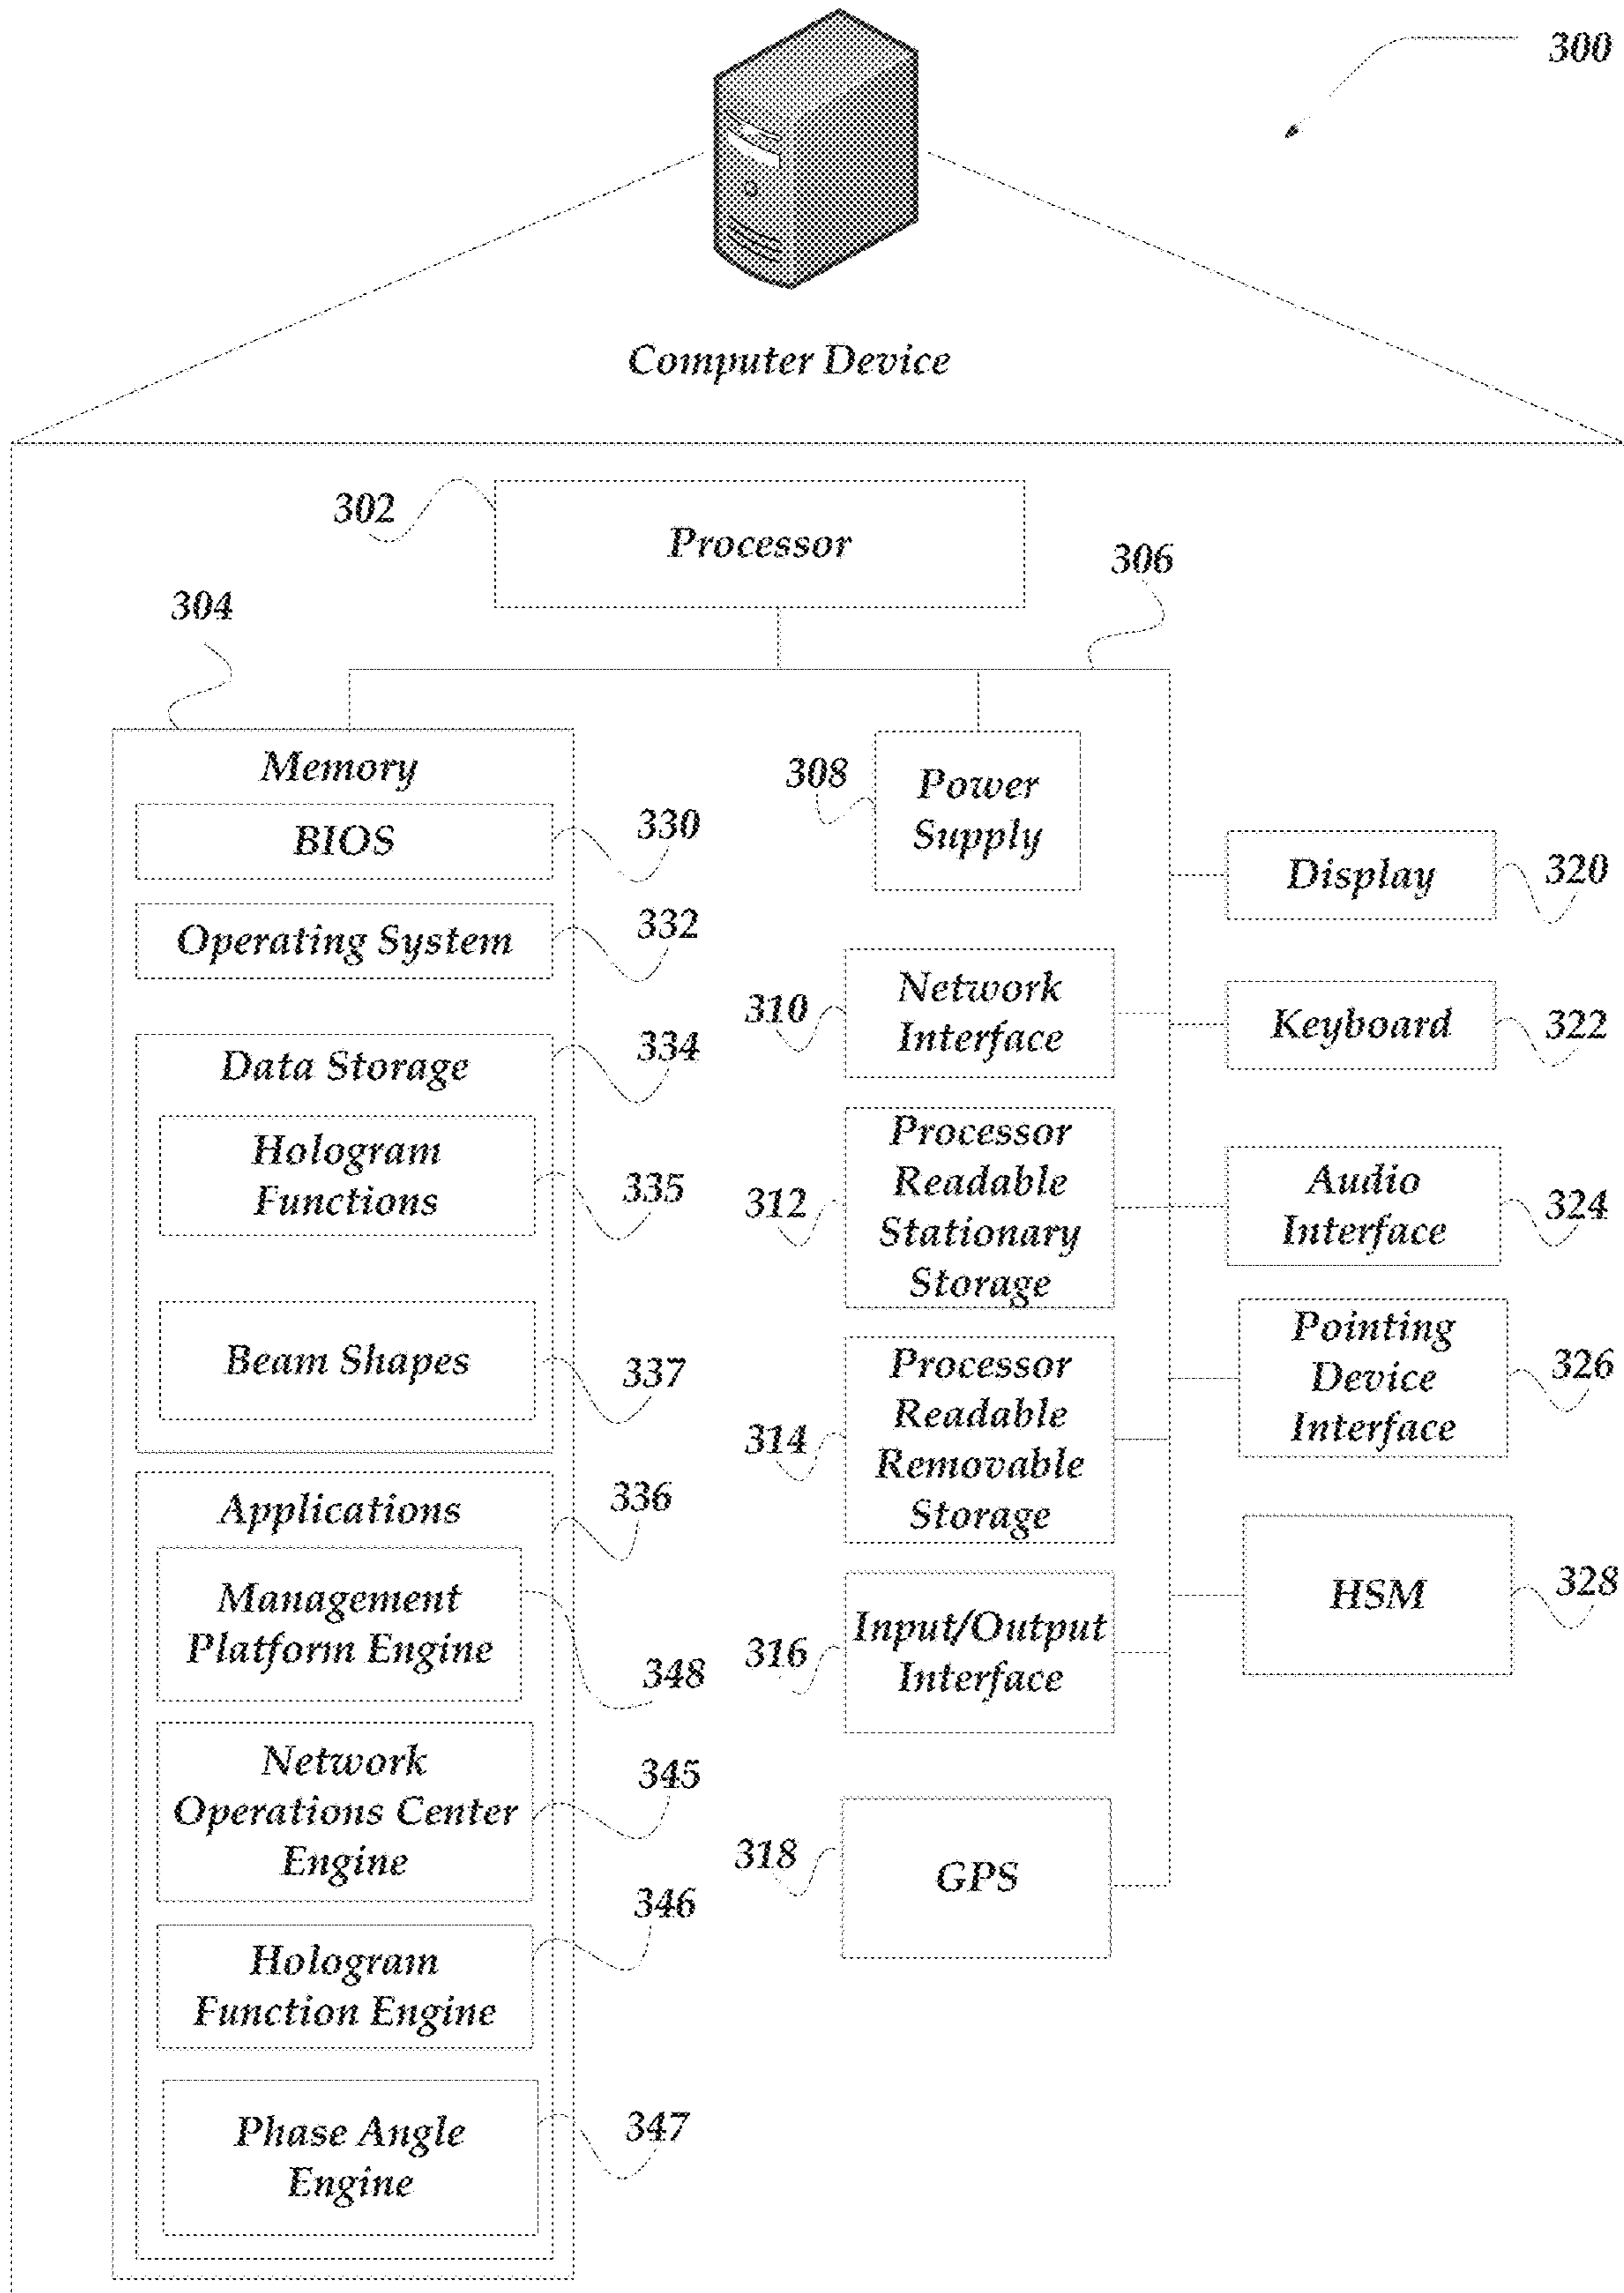 300
Computer Device
302
Processor
306
304
Memory
BIOS
330
Operating System
332
Data Storage
334
Hologram
Functions
335
Beam Shapes
337
Applications
336
Management
Platform Engine
348
Network
Operations Center
Engine
345
Hologram
Function Engine
346
Phase Angle
Engine
347
308
Power
Supply
310
Network
Interface
312
Processor
Readable
Stationary
Storage
314
Processor
Readable
Removable
Storage
316
Input/Output
Interface
318
GPS
Display
320
Keyboard
322
Audio
Interface
324
Pointing
Device
Interface
326
HSM
328